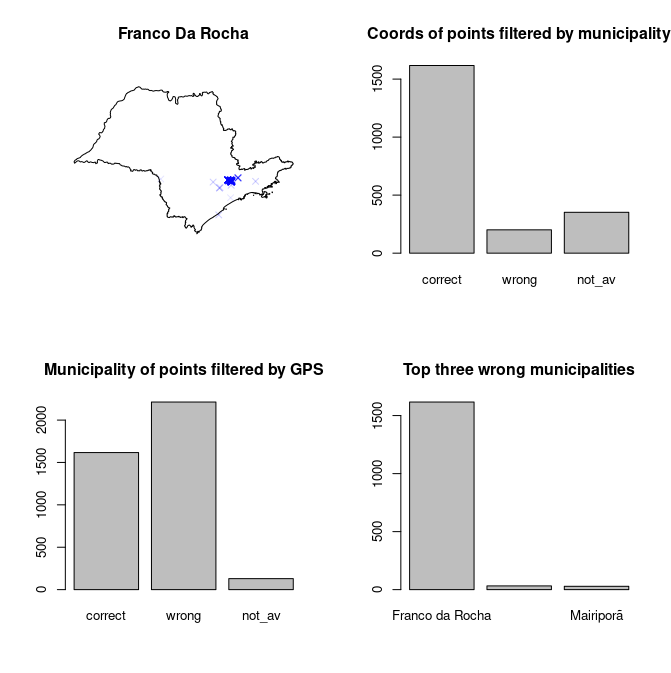 Franco Da Rocha
Coords of points filtered by municipality
1500
1000
500
0
correct wrong not_av
Municipality of points filtered by GPS
2000
1500
1000
500
0
correct wrong not_av
Top three wrong municipalities
1500
1000
500
0
Franco da Rocha Mairiporã